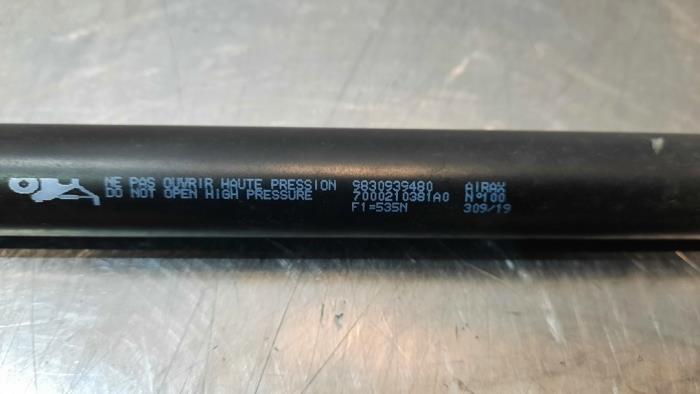 NE PAS OUVRIR HAUTE PRESSION 9830939480 AIRAX
DO NOT OPEN HIGH PRESSURE 7000210381A0 N°100
F1=535N 309/19